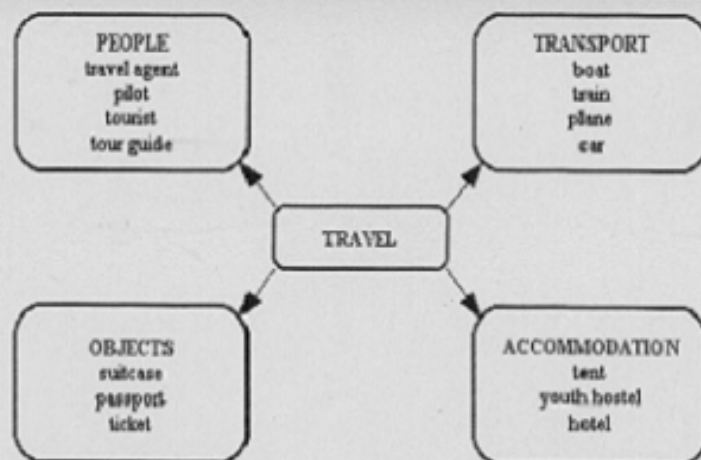 PEOPLE
travel agent
pilot
tourist
tour guide
TRANSPORT
boat
train
plane
car
TRAVEL
OBJECTS
suitcase
passport
ticket
ACCOMMODATION
tent
youth hostel
hotel